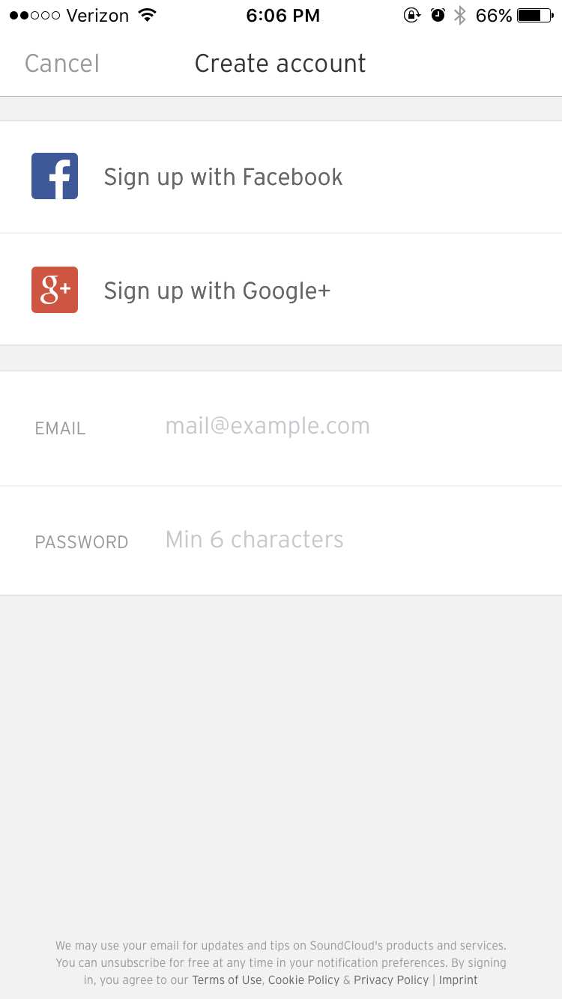 Verizon 6:06 PM 66%
Cancel Create account
Sign up with Facebook
g+ Sign up with Google+
EMAIL mail@example.com
PASSWORD Min 6 characters
We may use your email for updates and tips on SoundCloud's products and services.
You can unsubscribe for free at any time in your notification preferences. By signing
in, you agree to our Terms of Use, Cookie Policy & Privacy Policy | Imprint